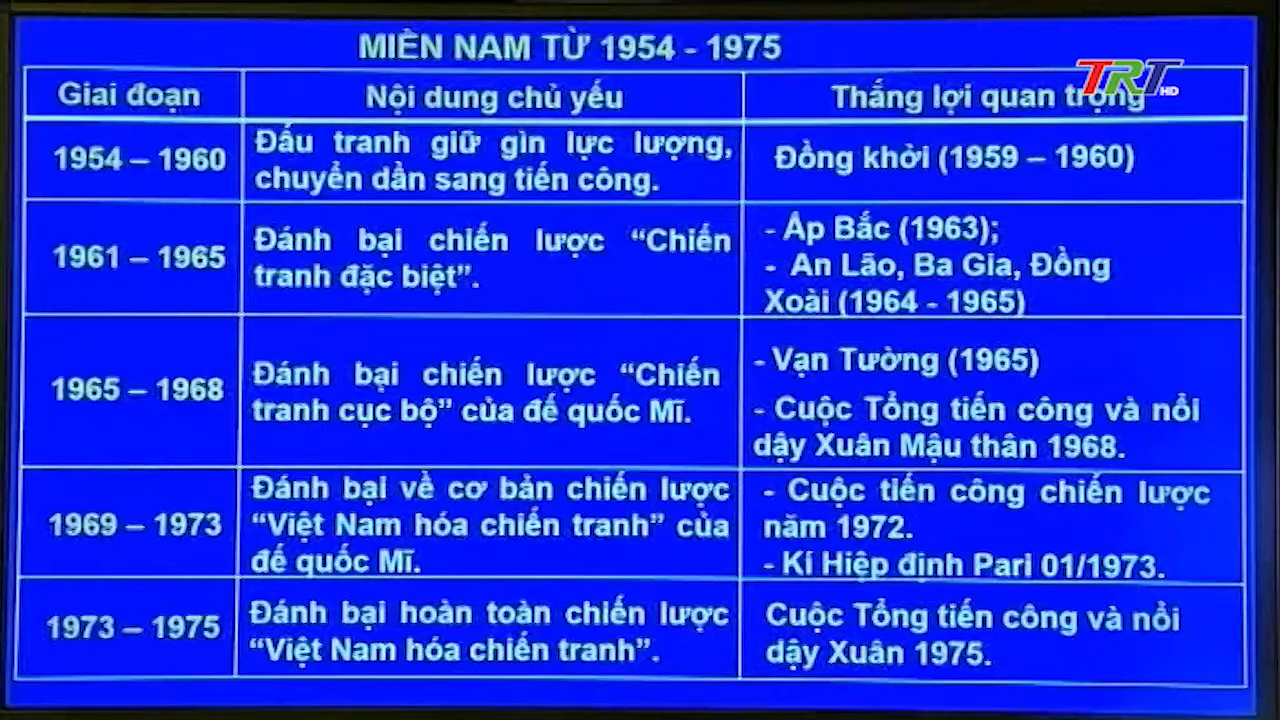 MIỀN NAM TỪ 1954 - 1975
TRT HD
Giai đoạn
Nội dung chủ yếu
Thắng lợi quan trọng
1954 – 1960
Đấu tranh giữ gìn lực lượng,
chuyển dần sang tiến công.
Đồng khởi (1959 – 1960)
1961 – 1965
Đánh bại chiến lược “Chiến
tranh đặc biệt”.
- Ấp Bắc (1963);
- An Lão, Ba Gia, Đồng
Xoài (1964 - 1965)
1965 – 1968
Đánh bại chiến lược “Chiến
tranh cục bộ” của đế quốc Mĩ.
- Vạn Tường (1965)
- Cuộc Tổng tiến công và nổi
dậy Xuân Mậu thân 1968.
1969 – 1973
Đánh bại về cơ bản chiến lược
“Việt Nam hóa chiến tranh” của
đế quốc Mĩ.
- Cuộc tiến công chiến lược
năm 1972.
- Kí Hiệp định Pari 01/1973.
1973 – 1975
Đánh bại hoàn toàn chiến lược
“Việt Nam hóa chiến tranh”.
Cuộc Tổng tiến công và nổi
dậy Xuân 1975.